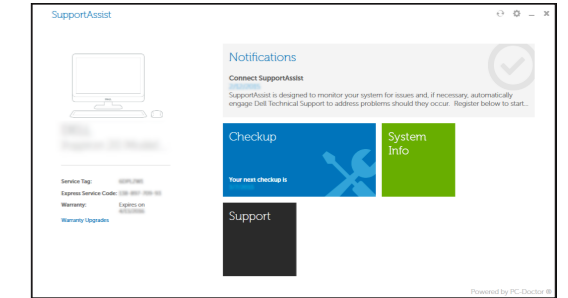 SupportAssist
Notifications
Connect SupportAssist
SupportAssist is designed to monitor your system for issues and, if necessary, automatically
engage Dell Technical Support to address problems should they occur. Register below to start...
Checkup
Your next checkup is
System
Info
Support
Service Tag:
Express Service Code:
Warranty: Expires on
Warranty Upgrades
Powered by PC-Doctor ®